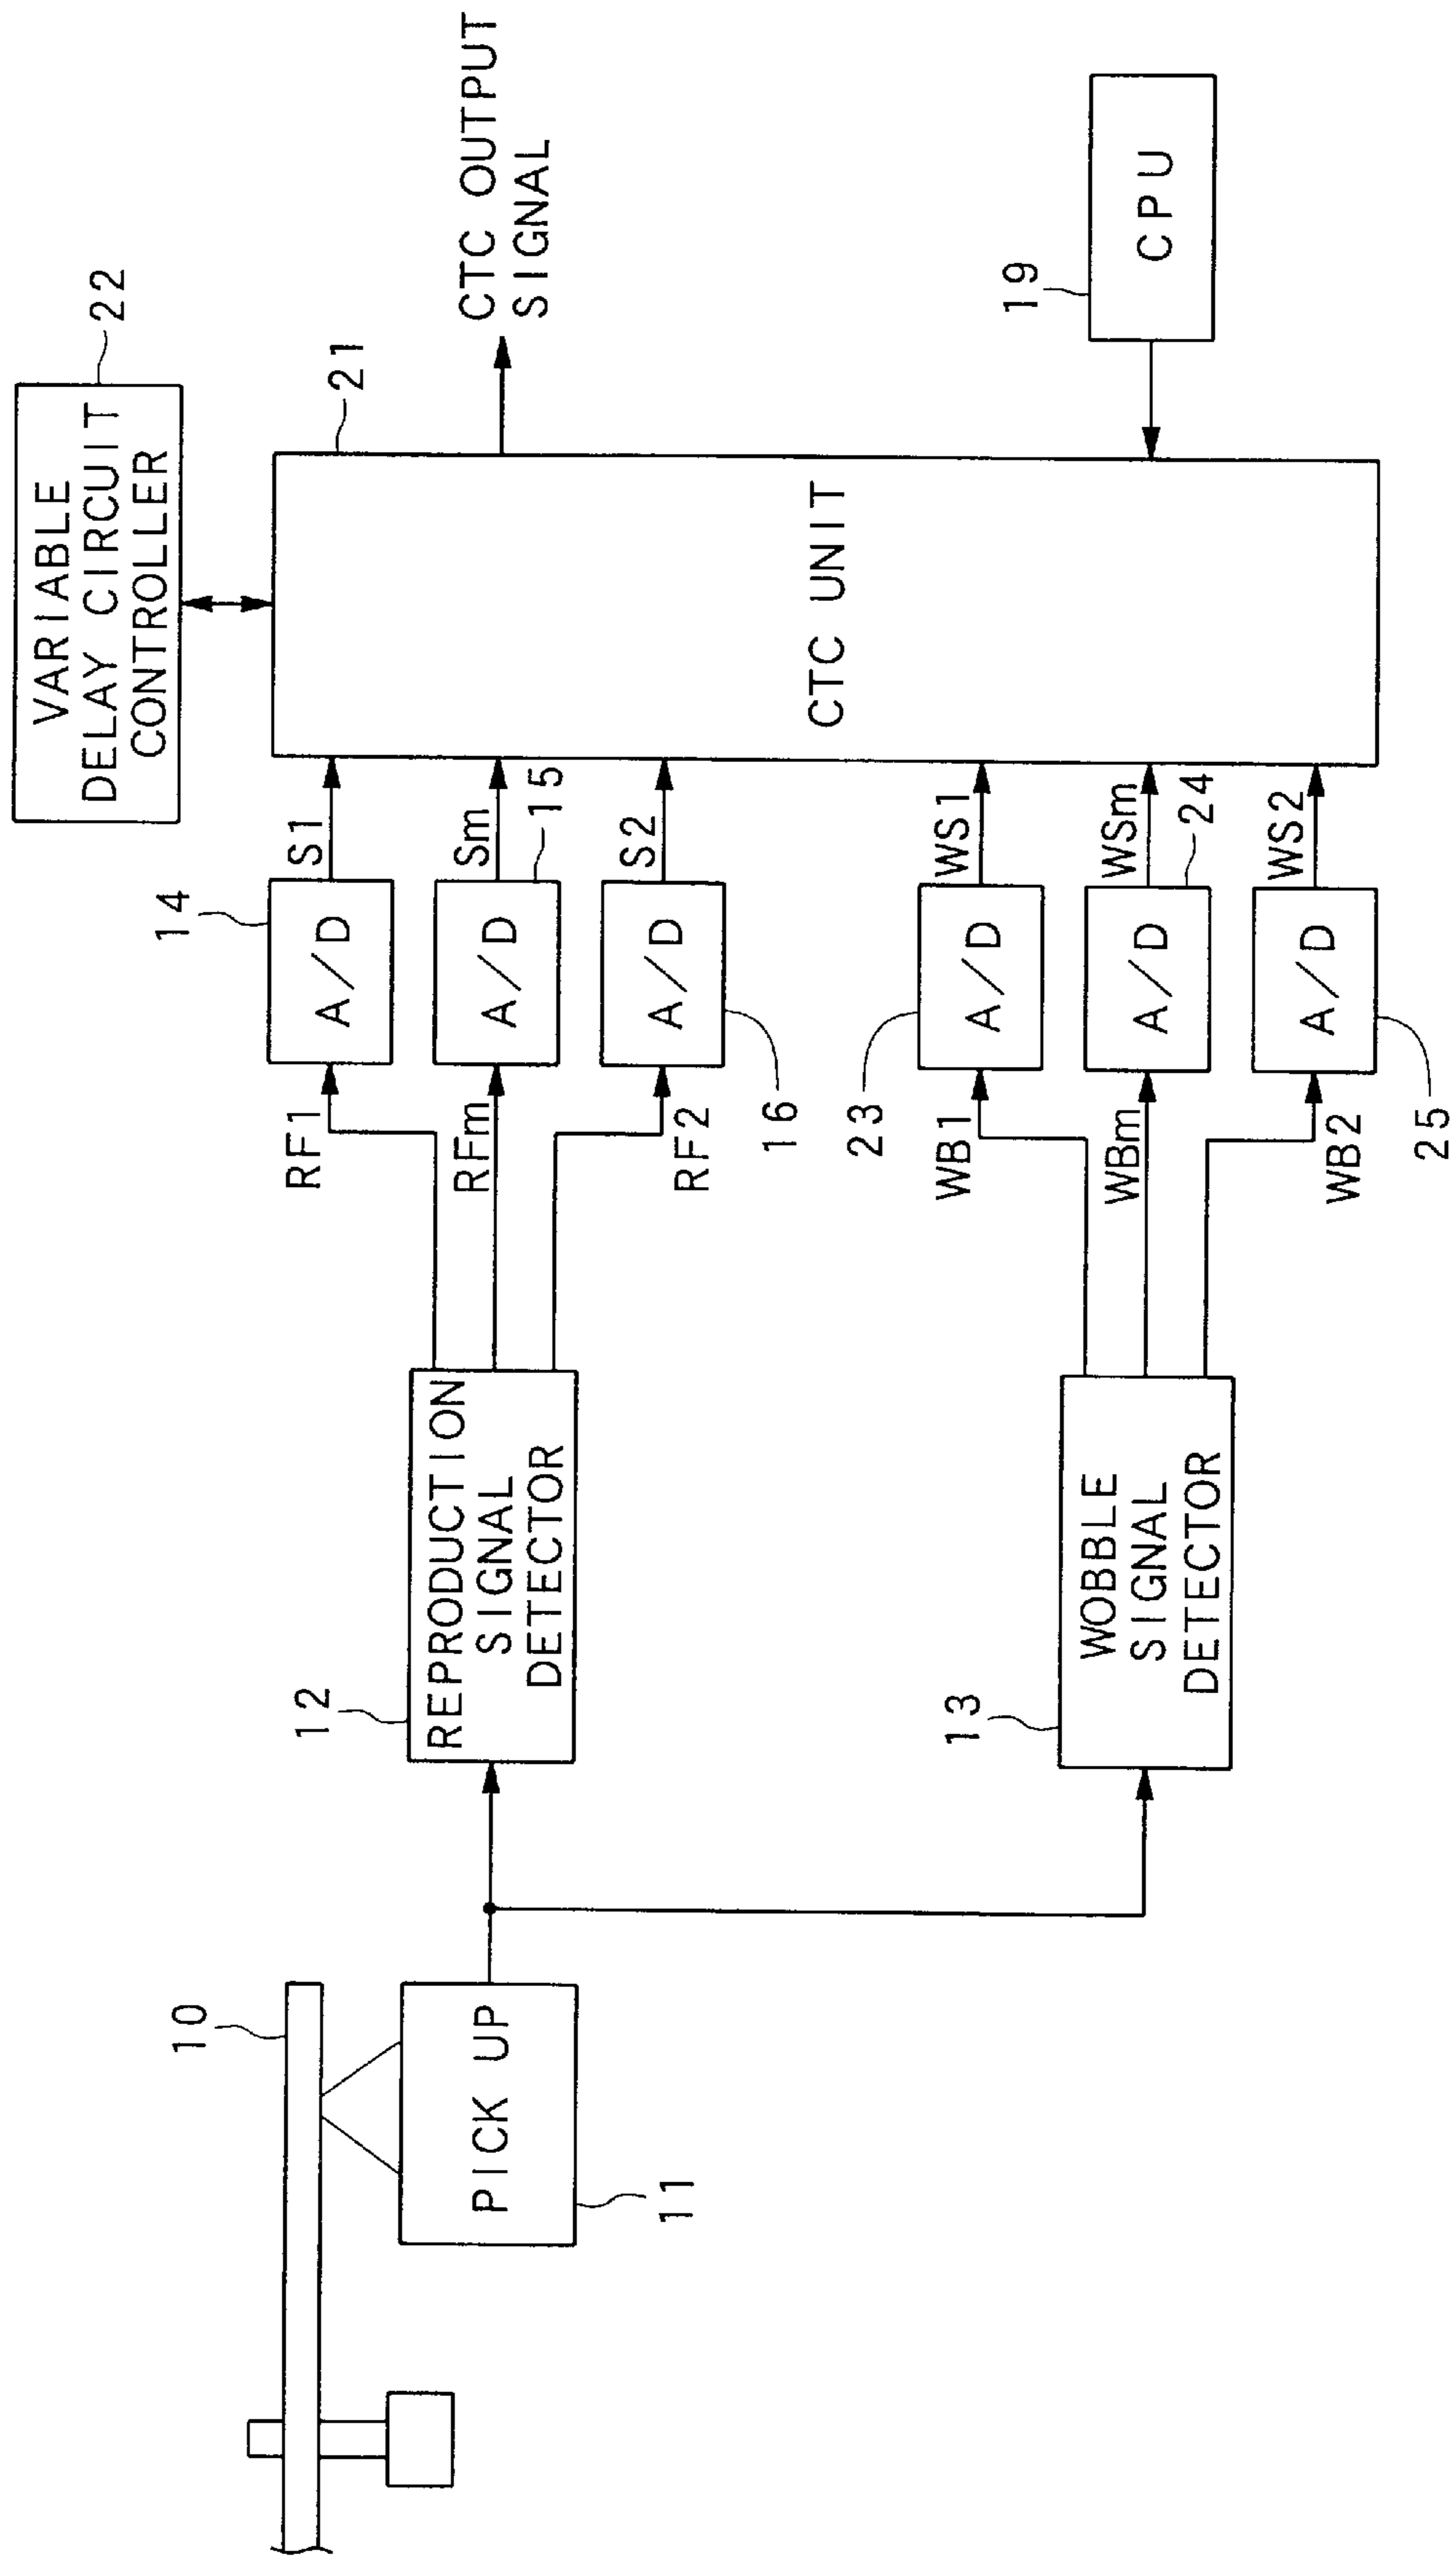 10
PICK UP
11
12
REPRODUCTION
SIGNAL
DETECTOR
13
WOBBLE
SIGNAL
DETECTOR
RF1
RFm
RF2
WB1
WBm
WB2
14
A/D
A/D
15
A/D
16
23
A/D
A/D
24
A/D
25
S1
Sm
S2
WS1
WSm
WS2
VARIABLE
DELAY CIRCUIT
CONTROLLER
22
21
CTC UNIT
CTC OUTPUT
SIGNAL
19
CPU